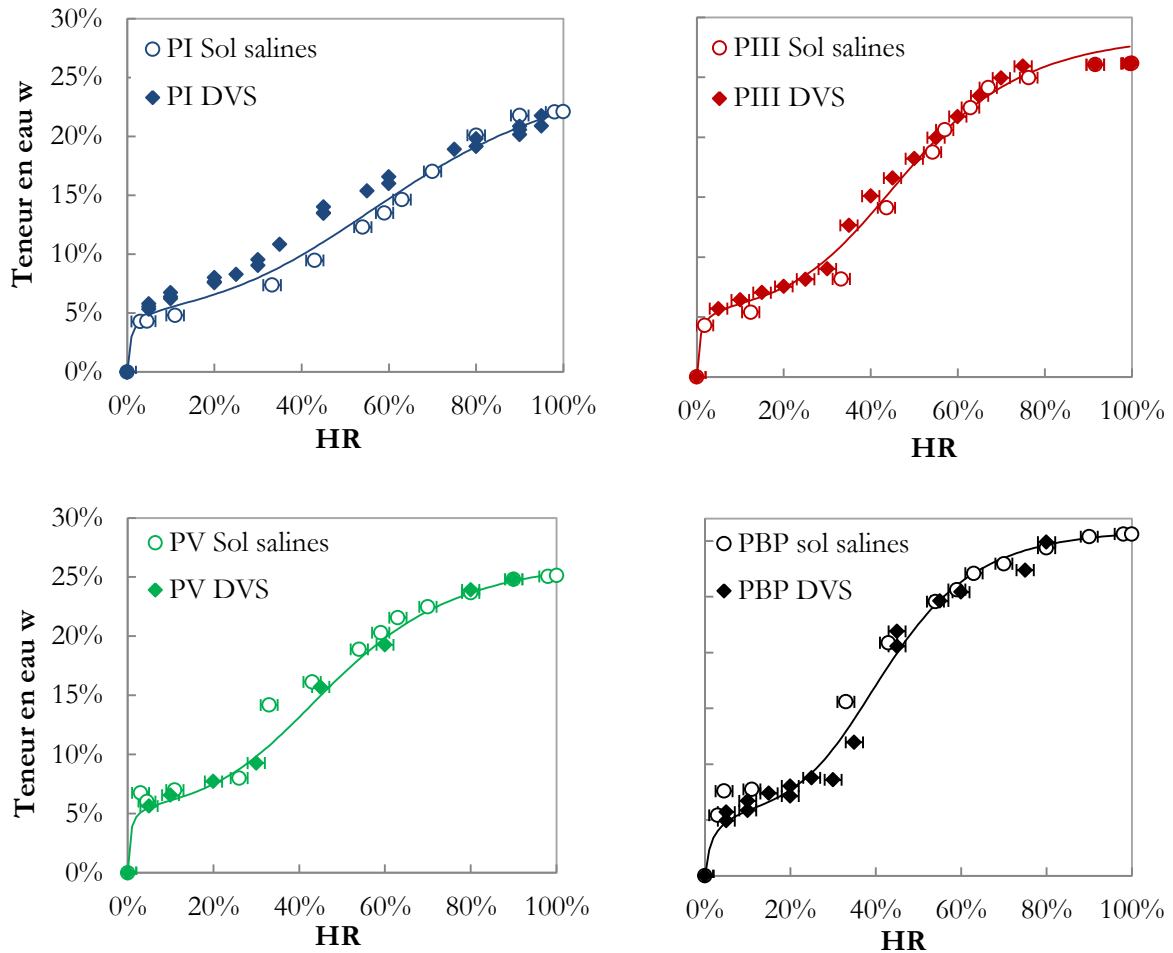 30%
25%
20%
15%
10%
5%
0%
Teneur en eau w
PI Sol salines
PI DVS
0% 20% 40% 60% 80% 100%
HR
PIII Sol salines
PIII DVS
0% 20% 40% 60% 80% 100%
HR
30%
25%
20%
15%
10%
5%
0%
Teneur en eau w
PV Sol salines
PV DVS
0% 20% 40% 60% 80% 100%
HR
PBP sol salines
PBP DVS
0% 20% 40% 60% 80% 100%
HR